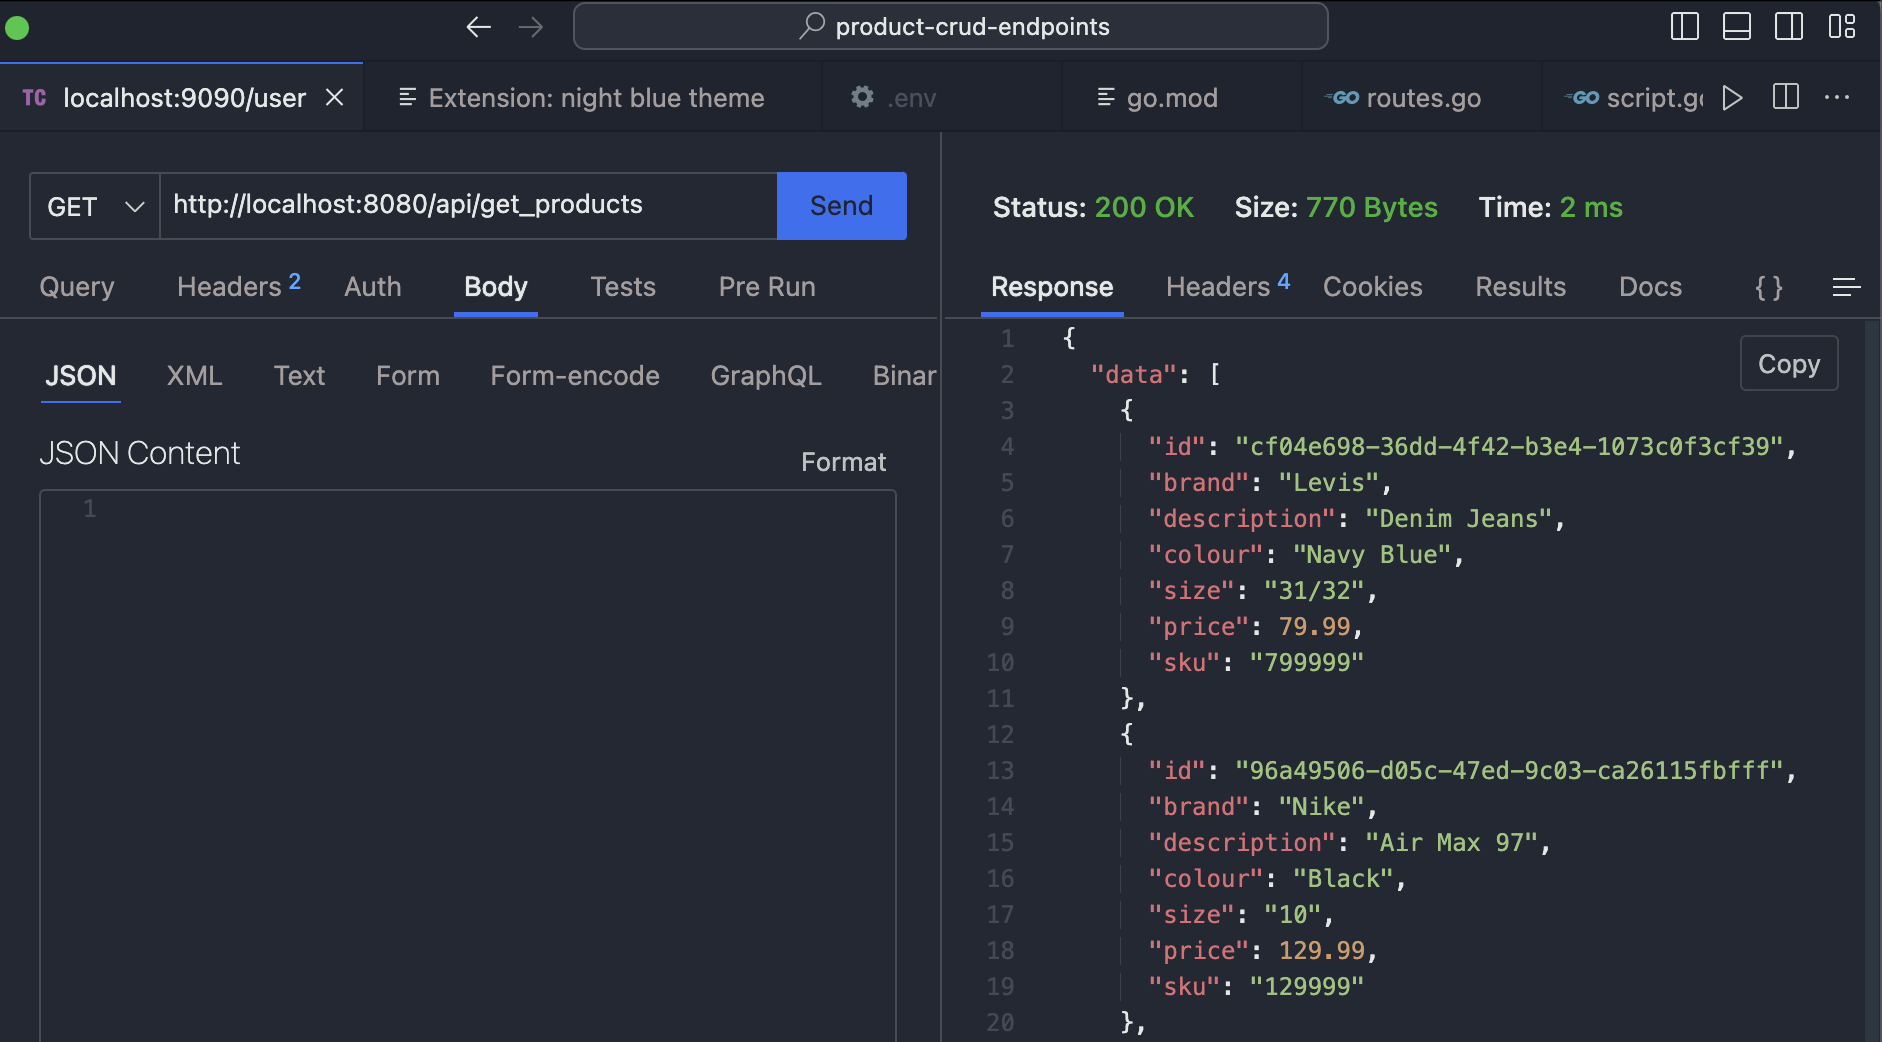 product-crud-endpoints
TC localhost:9090/user
Extension: night blue theme
.env
go.mod
GO routes.go
GO script.go
GET
http://localhost:8080/api/get_products
Send
Status: 200 OK Size: 770 Bytes Time: 2 ms
Query Headers 2 Auth Body Tests Pre Run
Response Headers 4 Cookies Results Docs { }
JSON XML Text Form Form-encode GraphQL Binar
JSON Content
Format
1
Copy
1 {
2 "data": [
3 {
4 "id": "cf04e698-36dd-4f42-b3e4-1073c0f3cf39",
5 "brand": "Levis",
6 "description": "Denim Jeans",
7 "colour": "Navy Blue",
8 "size": "31/32",
9 "price": 79.99,
10 "sku": "799999"
11 },
12 {
13 "id": "96a49506-d05c-47ed-9c03-ca26115fbfff",
14 "brand": "Nike",
15 "description": "Air Max 97",
16 "colour": "Black",
17 "size": "10",
18 "price": 129.99,
19 "sku": "129999"
20 },